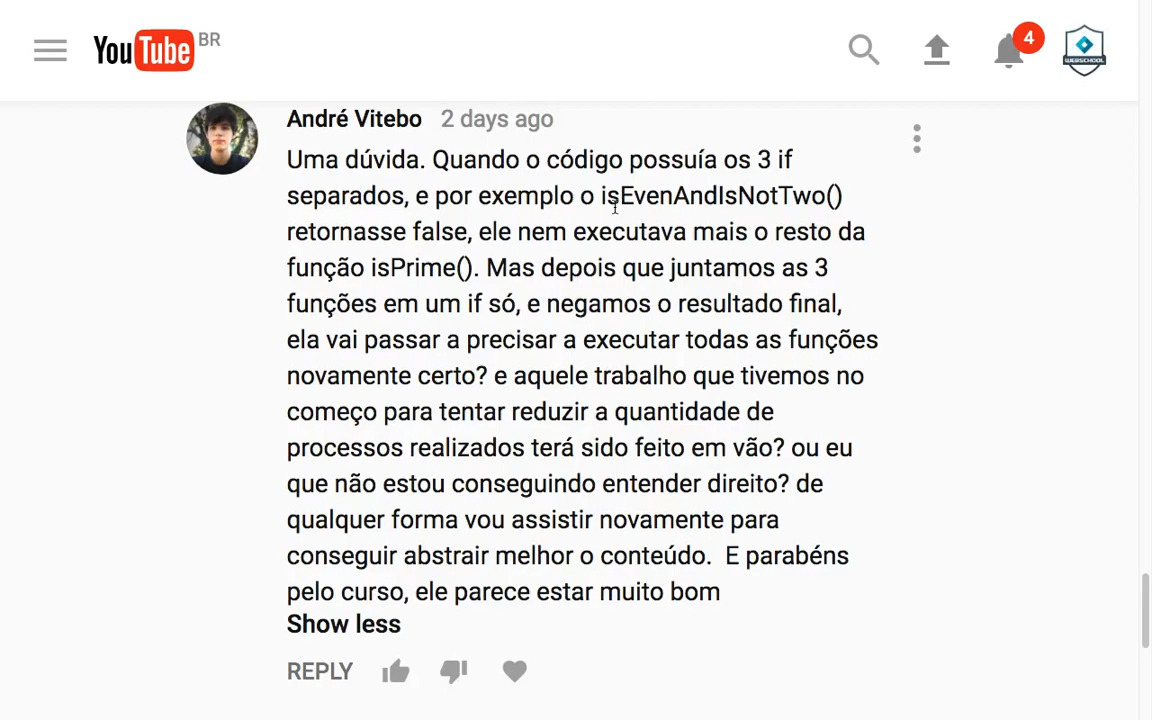 YouTube BR
4
WEBSCHOOL
André Vitebo 2 days ago
Uma dúvida. Quando o código possuía os 3 if
separados, e por exemplo o isEvenAndIsNotTwo()
retornasse false, ele nem executava mais o resto da
função isPrime(). Mas depois que juntamos as 3
funções em um if só, e negamos o resultado final,
ela vai passar a precisar a executar todas as funções
novamente certo? e aquele trabalho que tivemos no
começo para tentar reduzir a quantidade de
processos realizados terá sido feito em vão? ou eu
que não estou conseguindo entender direito? de
qualquer forma vou assistir novamente para
conseguir abstrair melhor o conteúdo.  E parabéns
pelo curso, ele parece estar muito bom
Show less
REPLY